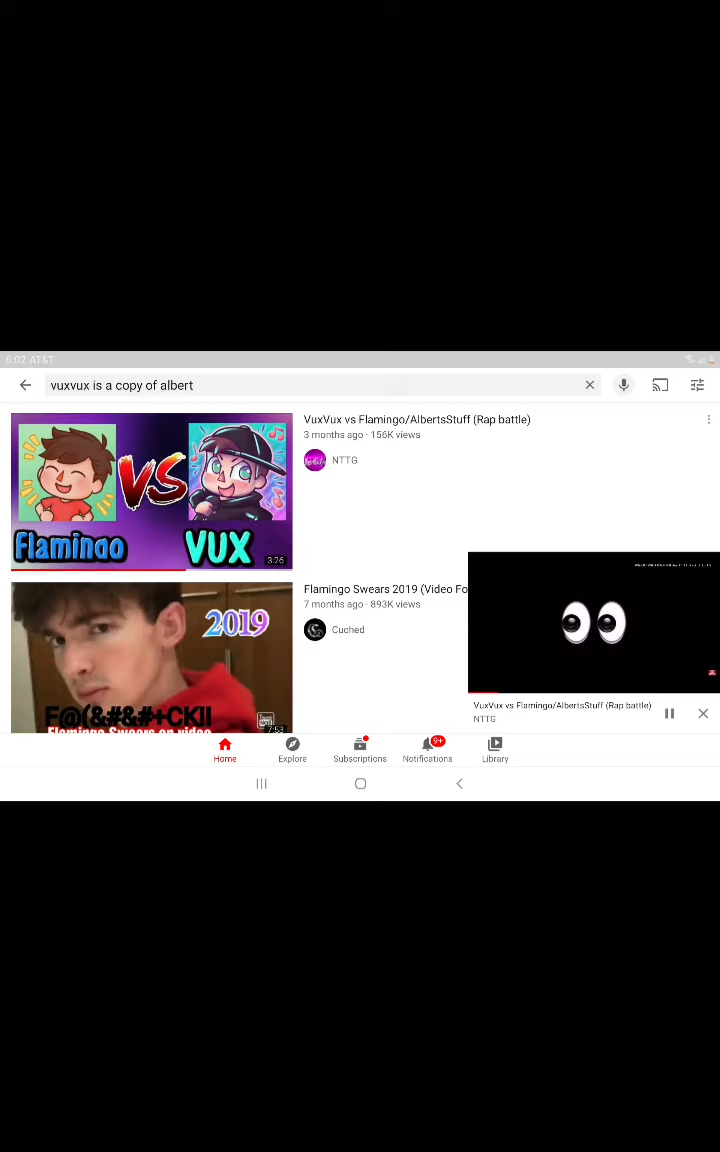 6:02 AT&T
vuxvux is a copy of albert
VuxVux vs Flamingo/AlbertsStuff (Rap battle)
3 months ago · 156K views
NTTG
VS
Flamingo
VUX
3:26
Flamingo Swears 2019 (Video Fo
7 months ago · 893K views
Cuched
2019
F@(&#&#+CK!!
Flamingo Swears on video
7:53
VuxVux vs Flamingo/AlbertsStuff (Rap battle)
NTTG
Home
Explore
Subscriptions
9+
Notifications
Library